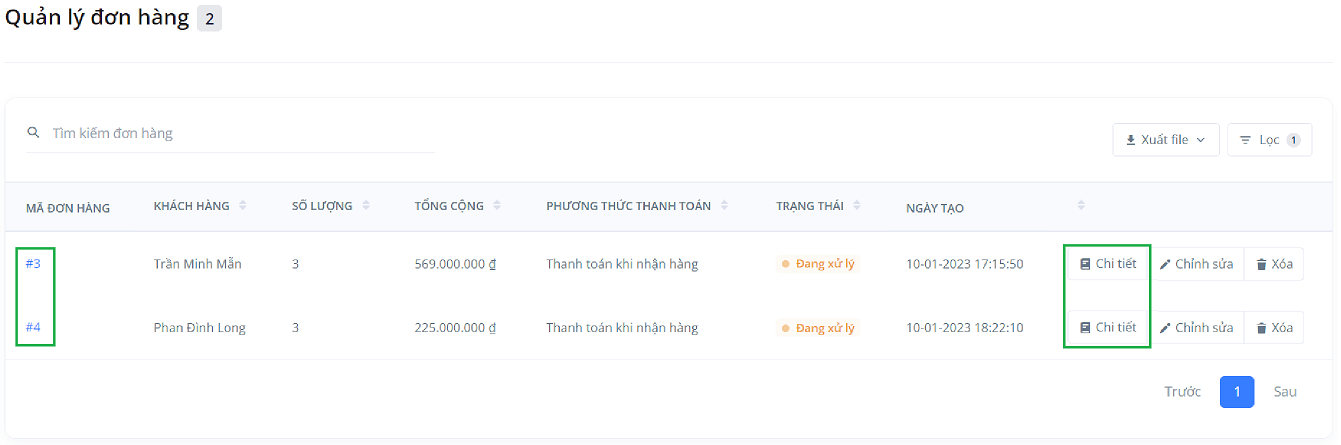 Quản lý đơn hàng 2
Tìm kiếm đơn hàng
Xuất file Lọc 1
MÃ ĐƠN HÀNG KHÁCH HÀNG SỐ LƯỢNG TỔNG CỘNG PHƯƠNG THỨC THANH TOÁN TRẠNG THÁI NGÀY TẠO
#3 Trần Minh Mẫn 3 569.000.000 ₫ Thanh toán khi nhận hàng Đang xử lý 10-01-2023 17:15:50 Chi tiết Chỉnh sửa Xóa
#4 Phan Đình Long 3 225.000.000 ₫ Thanh toán khi nhận hàng Đang xử lý 10-01-2023 18:22:10 Chi tiết Chỉnh sửa Xóa
Trước 1 Sau